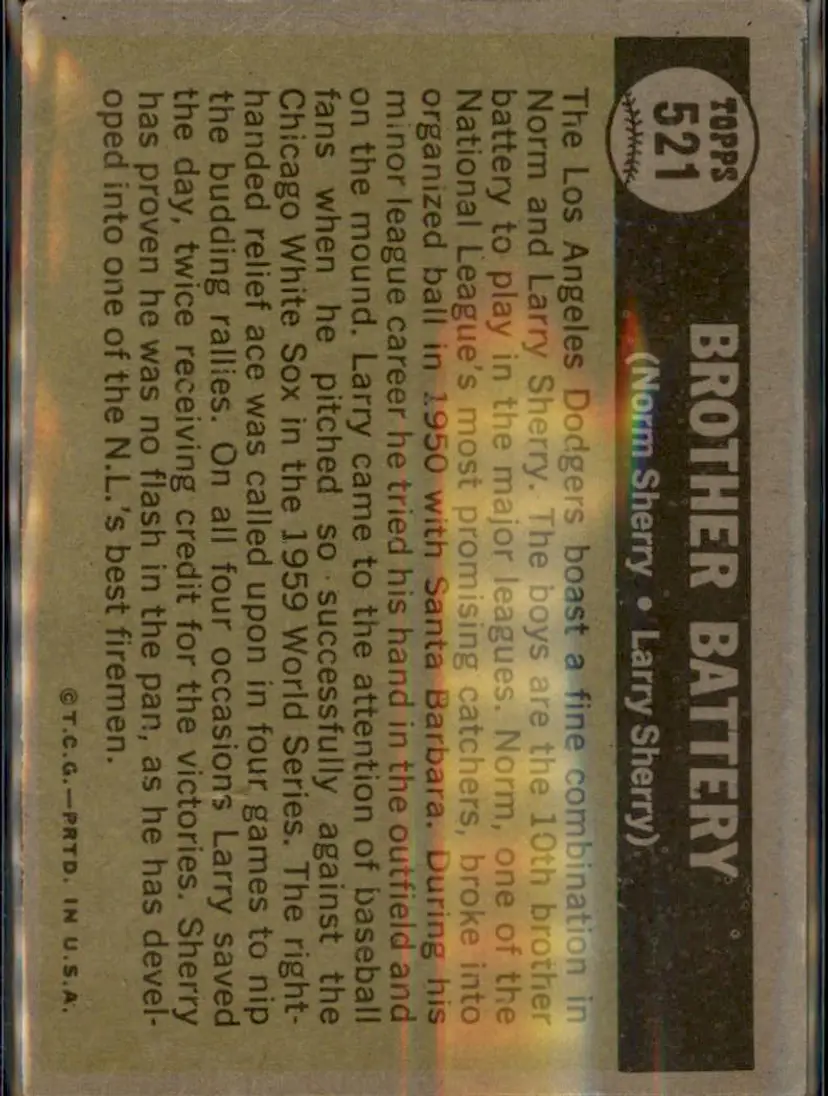 TOPPS
521
BROTHER BATTERY
(Norm Sherry • Larry Sherry)
The Los Angeles Dodgers boast a fine combination in
Norm and Larry Sherry. The boys are the 10th brother
battery to play in the major leagues. Norm, one of the
National League's most promising catchers, broke into
organized ball in 1950 with Santa Barbara. During his
minor league career he tried his hand in the outfield and
on the mound. Larry came to the attention of baseball
fans when he pitched so successfully against the
Chicago White Sox in the 1959 World Series. The right-
handed relief ace was called upon in four games to nip
the budding rallies. On all four occasions Larry saved
the day, twice receiving credit for the victories. Sherry
has proven he was no flash in the pan, as he has devel-
oped into one of the N.L.'s best firemen.
©T.C.G.—PRTD. IN U.S.A.